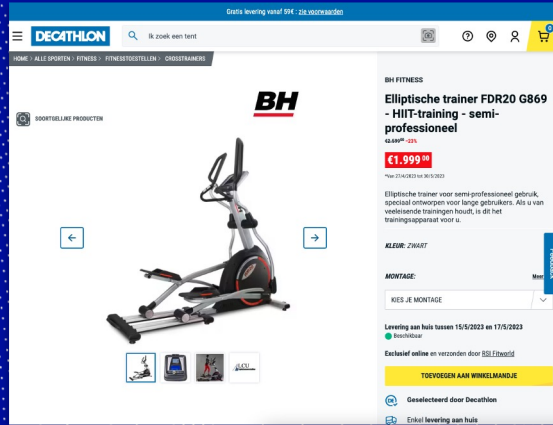 Gratis levering vanaf 59€ : zie voorwaarden
DECATHLON
Ik zoek een tent
0
HOME > ALLE SPORTEN > FITNESS > FITNESSTOESTELLEN > CROSSTRAINERS
BH
SOORTGELIJKE PRODUCTEN
BH FITNESS
Elliptische trainer FDR20 G869
- HIIT-training - semi-
professioneel
-23%
€1.999 00
*Van 27/4/2023 tot 30/5/2023
Elliptische trainer voor semi-professioneel gebruik,
speciaal ontworpen voor lange gebruikers. Als u van
veeleisende trainingen houdt, is dit het
trainingsapparaat voor u.
KLEUR: ZWART
MONTAGE:
Meer
KIES JE MONTAGE
Levering aan huis tussen 15/5/2023 en 17/5/2023
Beschikbaar
Exclusief online en verzonden door RSI Fitworld
TOEVOEGEN AAN WINKELMANDJE
Geselecteerd door Decathlon
Enkel levering aan huis